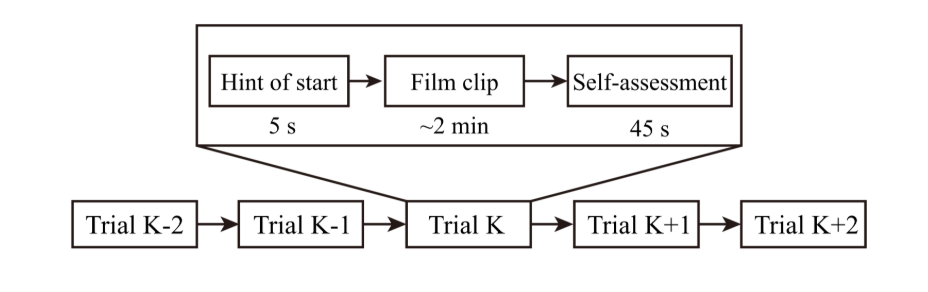 Hint of start
Film clip
Self-assessment
5 s
~2 min
45 s
Trial K-2
Trial K-1
Trial K
Trial K+1
Trial K+2